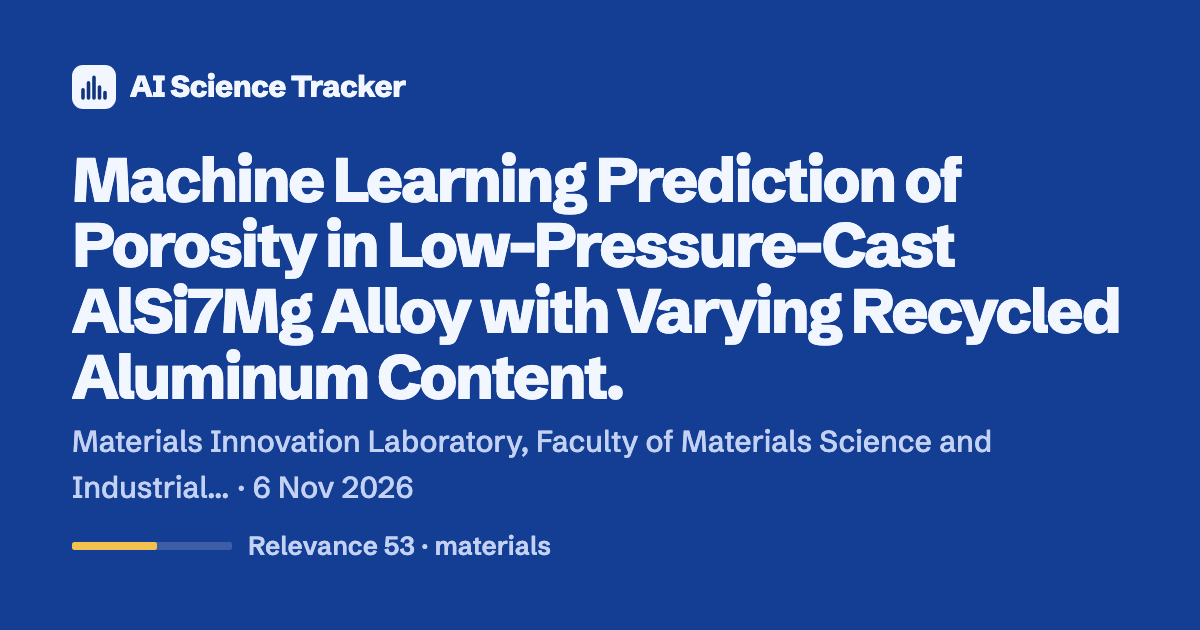 AI Science Tracker
Machine Learning Prediction of
Porosity in Low-Pressure-Cast
AlSi7Mg Alloy with Varying Recycled
Aluminum Content.
Materials Innovation Laboratory, Faculty of Materials Science and
Industrial... · 6 Nov 2026
Relevance 53 · materials